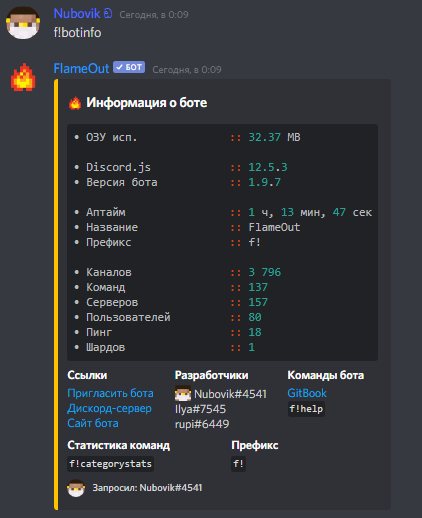 Nubovik Сегодня, в 0:09
f!botinfo
FlameOut БОТ Сегодня, в 0:09
Информация о боте
• ОЗУ исп. :: 32.37 MB
• Discord.js :: 12.5.3
• Версия бота :: 1.9.7
• Аптайм :: 1 ч, 13 мин, 47 сек
• Название :: FlameOut
• Префикс :: f!
• Каналов :: 3 796
• Команд :: 137
• Серверов :: 157
• Пользователей :: 80
• Пинг :: 18
• Шардов :: 1
Ссылки
Пригласить бота
Дискорд-сервер
Сайт бота
Разработчики
Nubovik#4541
Ilya#7545
rupi#6449
Команды бота
GitBook
f!help
Статистика команд
f!categorystats
Префикс
f!
Запросил: Nubovik#4541